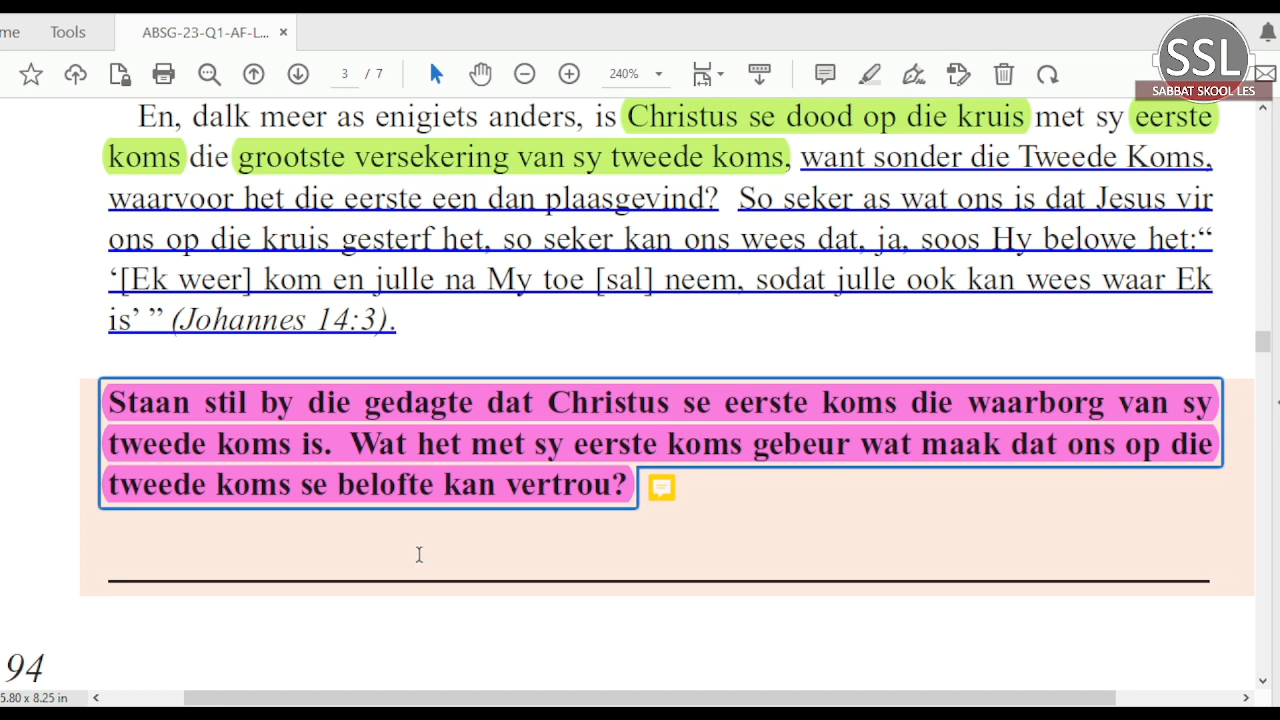 me Tools ABSG-23-Q1-AF-L... ×
SSL
SABBAT SKOOL LES
3 / 7 240%
En, dalk meer as enigiets anders, is Christus se dood op die kruis met sy eerste
koms die grootste versekering van sy tweede koms, want sonder die Tweede Koms,
waarvoor het die eerste een dan plaasgevind? So seker as wat ons is dat Jesus vir
ons op die kruis gesterf het, so seker kan ons wees dat, ja, soos Hy belowe het:“
‘[Ek weer] kom en julle na My toe [sal] neem, sodat julle ook kan wees waar Ek
is’ ” (Johannes 14:3).
Staan stil by die gedagte dat Christus se eerste koms die waarborg van sy
tweede koms is. Wat het met sy eerste koms gebeur wat maak dat ons op die
tweede koms se belofte kan vertrou?
94
5.80 x 8.25 in